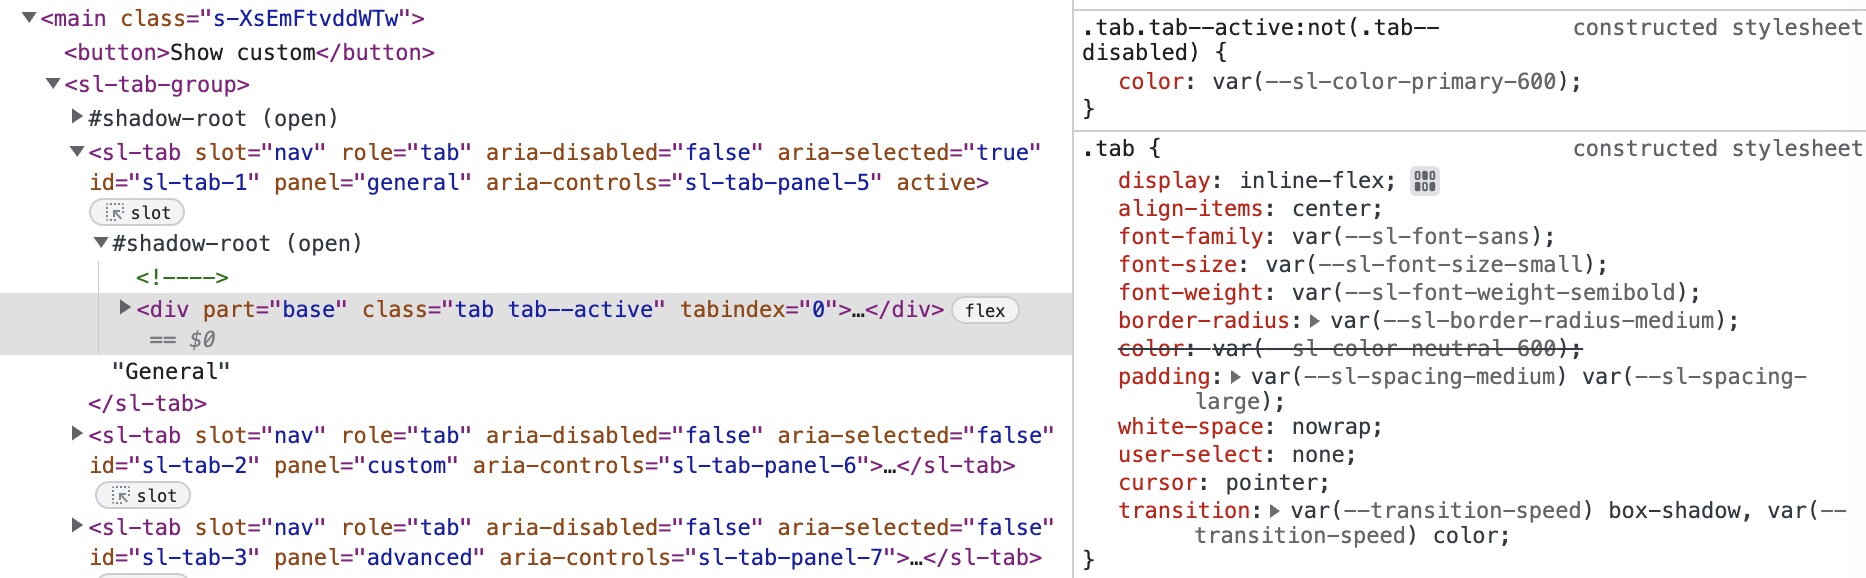 ▼<main class="s-XsEmFtvddWTw">
<button>Show custom</button>
▼<sl-tab-group>
▶#shadow-root (open)
▼<sl-tab slot="nav" role="tab" aria-disabled="false" aria-selected="true"
id="sl-tab-1" panel="general" aria-controls="sl-tab-panel-5" active>
slot
▼#shadow-root (open)
<!---->
▶<div part="base" class="tab tab--active" tabindex="0">…</div> flex
== $0
"General"
</sl-tab>
▶<sl-tab slot="nav" role="tab" aria-disabled="false" aria-selected="false"
id="sl-tab-2" panel="custom" aria-controls="sl-tab-panel-6">…</sl-tab>
slot
▶<sl-tab slot="nav" role="tab" aria-disabled="false" aria-selected="false"
id="sl-tab-3" panel="advanced" aria-controls="sl-tab-panel-7">…</sl-tab>
.tab.tab--active:not(.tab-- constructed stylesheet
disabled) {
color: var(--sl-color-primary-600);
}
.tab { constructed stylesheet
display: inline-flex;
align-items: center;
font-family: var(--sl-font-sans);
font-size: var(--sl-font-size-small);
font-weight: var(--sl-font-weight-semibold);
border-radius:▶var(--sl-border-radius-medium);
color: var(--sl-color-neutral-600);
padding:▶var(--sl-spacing-medium) var(--sl-spacing-
large);
white-space: nowrap;
user-select: none;
cursor: pointer;
transition:▶var(--transition-speed) box-shadow, var(--
transition-speed) color;
}